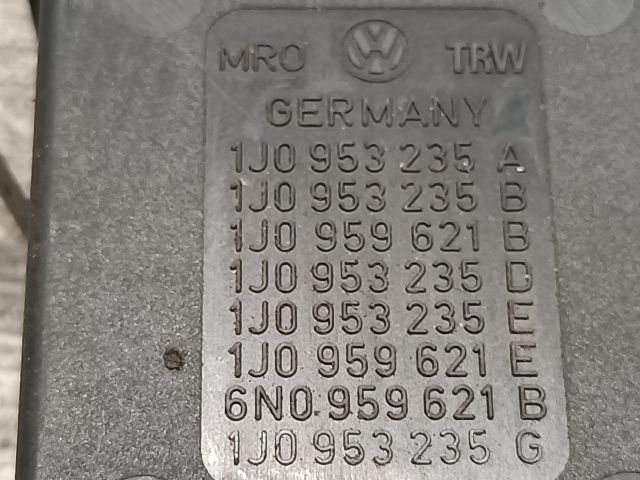 MRO VW TRW
GERMANY
1J0 953 235 A
1J0 953 235 B
1J0 959 621 B
1J0 953 235 D
1J0 953 235 E
1J0 959 621 E
6N0.959 621 B
1J0 953 235 G